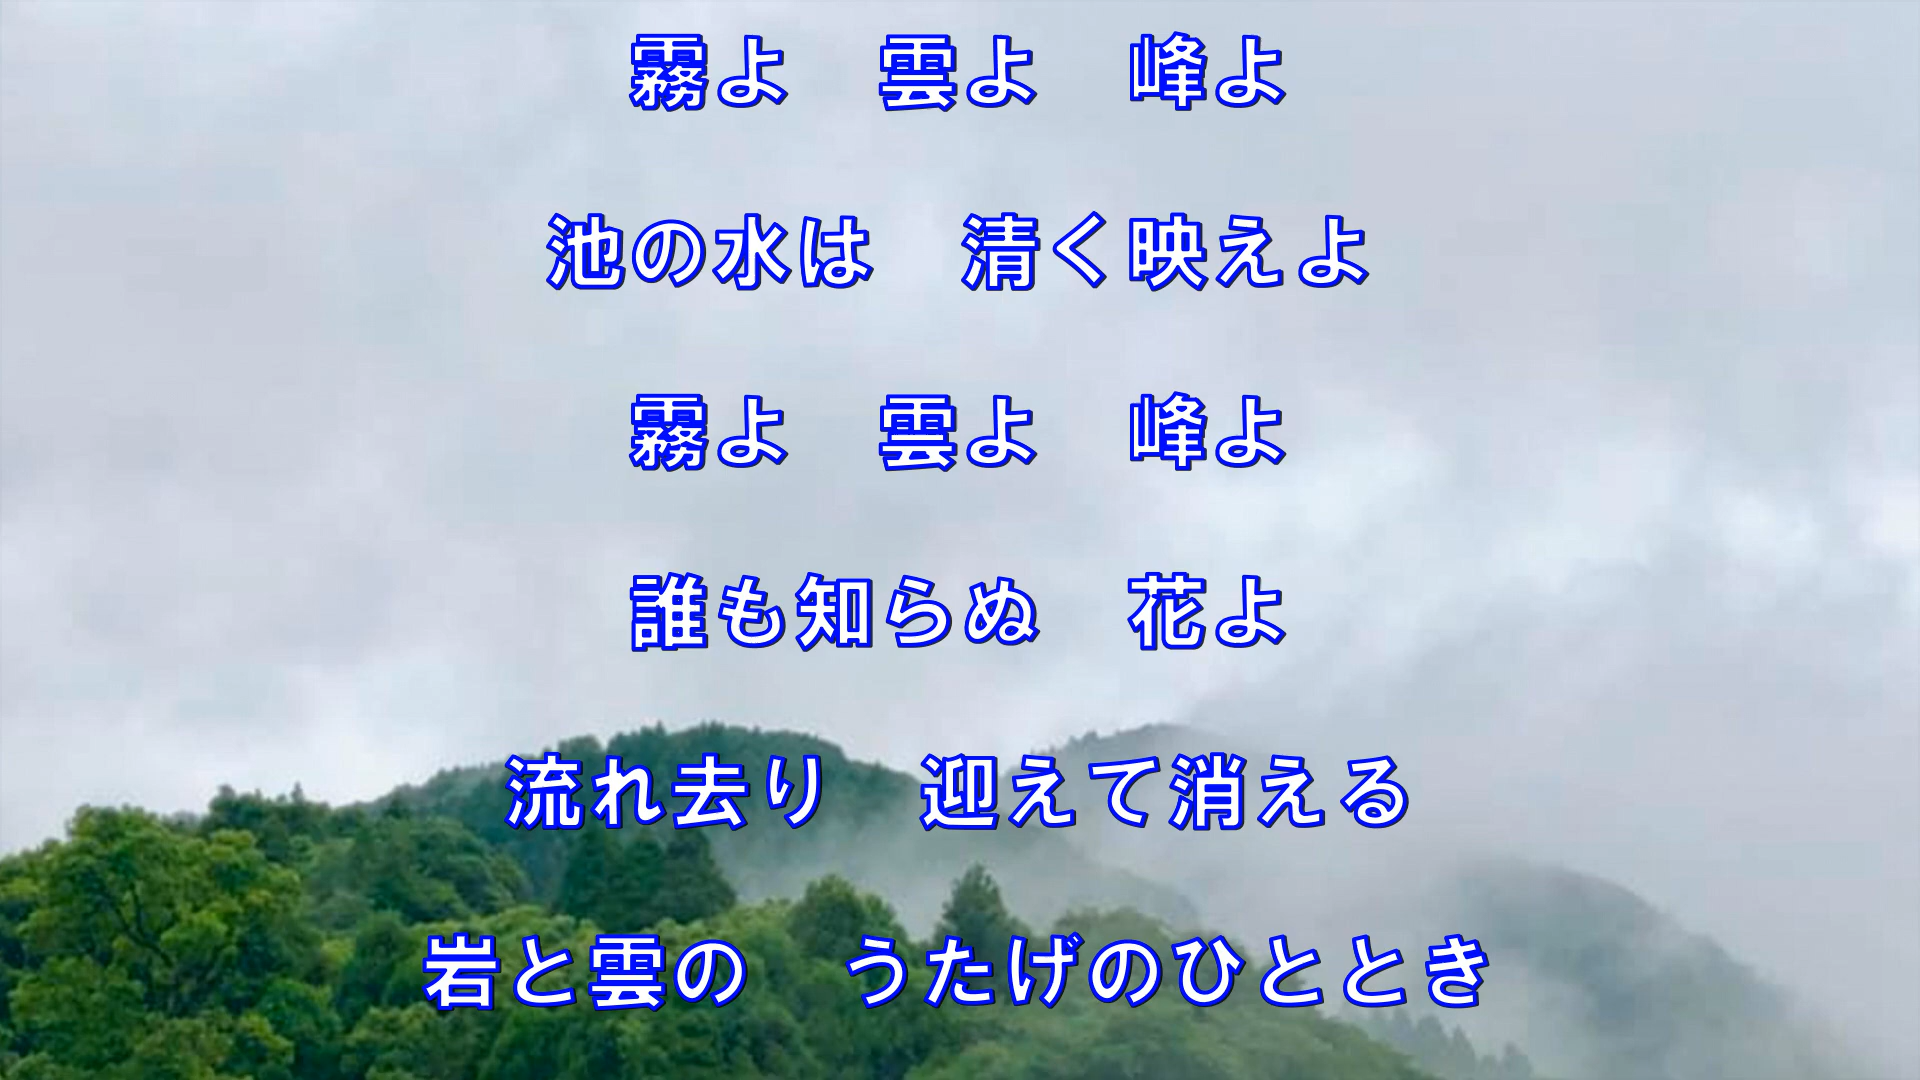 霧よ　雲よ　峰よ
池の水は　清く映えよ
霧よ　雲よ　峰よ
誰も知らぬ　花よ
流れ去り　迎えて消える
岩と雲の　うたげのひととき